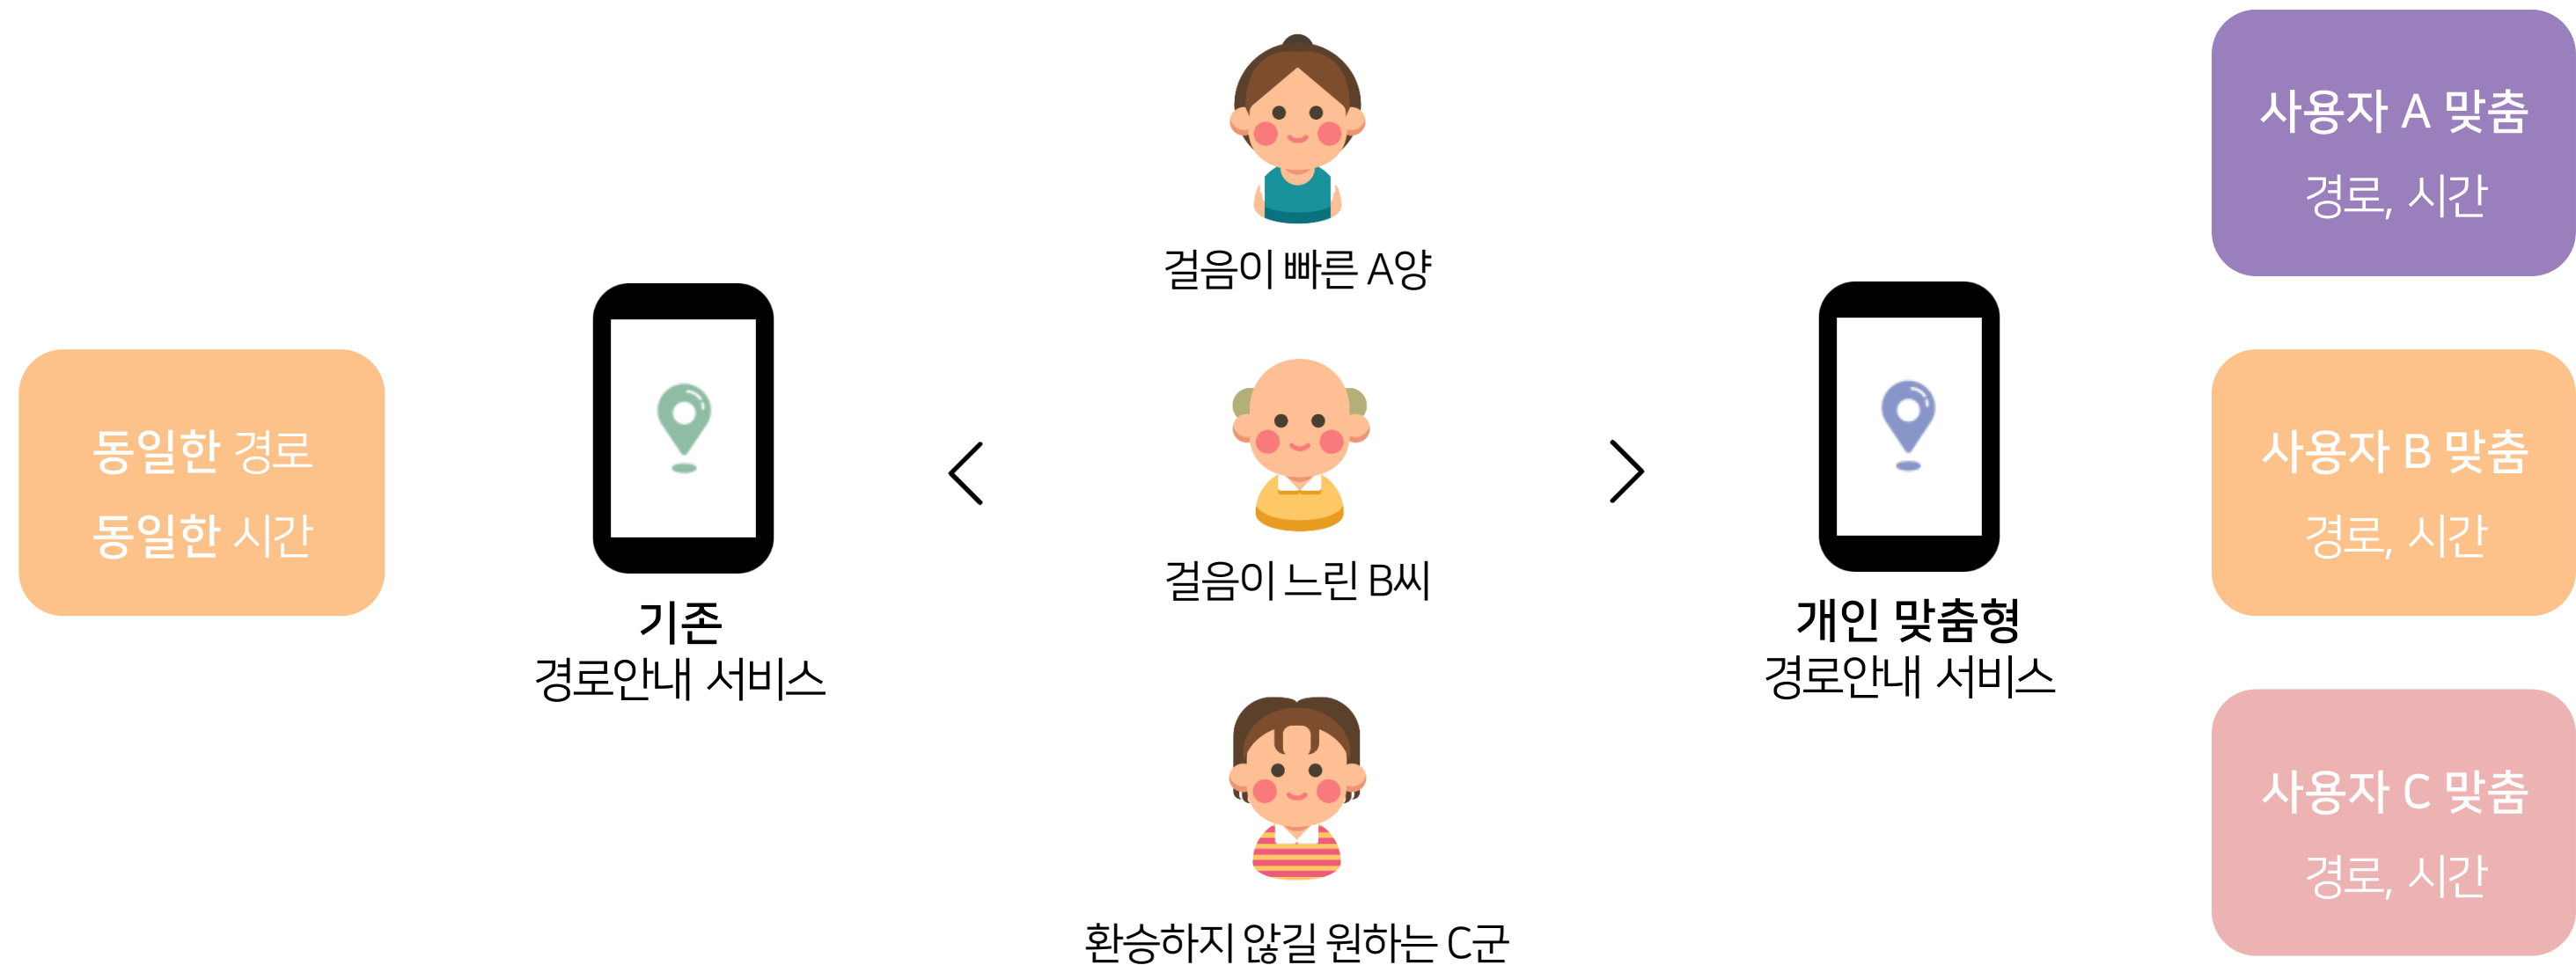 동일한 경로
동일한 시간
기존
경로안내 서비스
걸음이 빠른 A양
걸음이 느린 B씨
환승하지 않길 원하는 C군
개인 맞춤형
경로안내 서비스
사용자 A 맞춤
경로, 시간
사용자 B 맞춤
경로, 시간
사용자 C 맞춤
경로, 시간